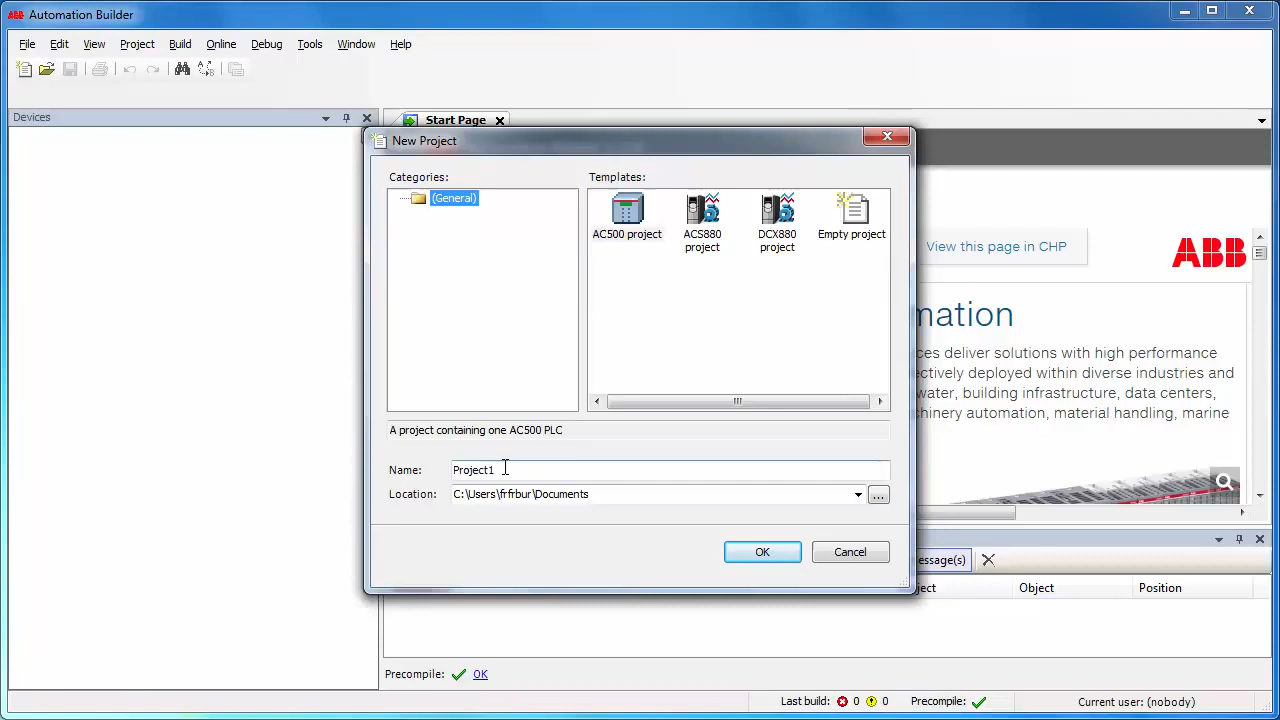 ABB Automation Builder
File Edit View Project Build Online Debug Tools Window Help
Devices
Start Page
New Project
Categories:
(General)
Templates:
AC500 project
ACS880 project
DCX880 project
Empty project
A project containing one AC500 PLC
Name: Project1
Location: C:\Users\frfrbur\Documents
...
OK Cancel
View this page in CHP
ABB
mation
ces deliver solutions with high performance
ectively deployed within diverse industries and
water, building infrastructure, data centers,
chinery automation, material handling, marine
essage(s)
ject Object Position
Precompile: OK
Last build: 0 0 Precompile: Current user: (nobody)